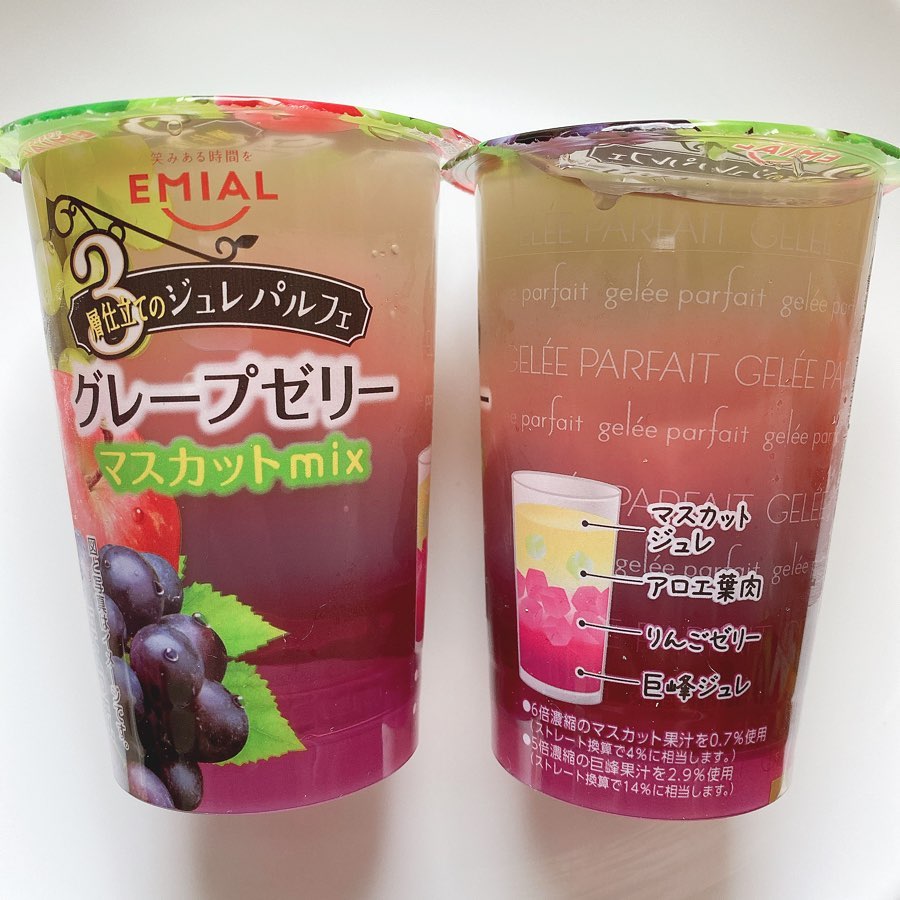 笑みある時間を
EMIAL
3層仕立てのジュレパルフェ
グレープゼリー
マスカットmix
GELÉE PARFAIT GELÉE
parfait gelée parfait gelée parf
GELÉE PARFAIT GELÉE PA
parfait gelée parfait gelée parfa
PARFAIT GELÉE
gelée parfait gelée
マスカット
ジュレ
アロエ葉肉
りんごゼリー
巨峰ジュレ
●6倍濃縮のマスカット果汁を0.7%使用
(ストレート換算で4%に相当します。)
●5倍濃縮の巨峰果汁を2.9%使用
(ストレート換算で14%に相当します。)